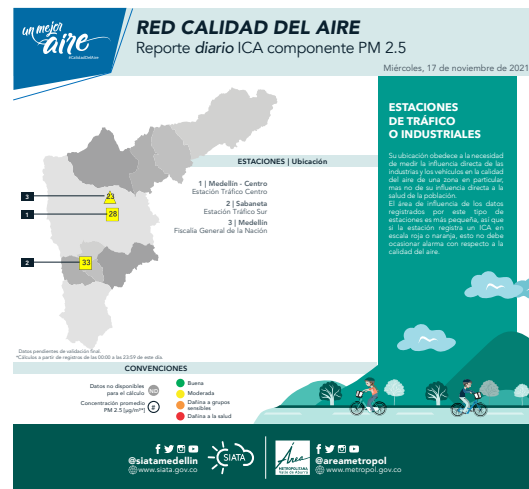 un mejor
aire
#CalidadDelAire
RED CALIDAD DEL AIRE
Reporte diario ICA componente PM 2.5
Miércoles, 17 de noviembre de 2021
ESTACIONES | Ubicación
1 | Medellín - Centro
Estación Tráfico Centro
2 | Sabaneta
Estación Tráfico Sur
3 | Medellín
Fiscalía General de la Nación
3
23
1
28
2
33
ESTACIONES
DE TRÁFICO
O INDUSTRIALES
Su ubicación obedece a la necesidad
de medir la influencia directa de las
industrias y los vehículos en la calidad
del aire de una zona en particular,
mas no de su influencia directa a la
salud de la población.
El área de influencia de los datos
registrados por este tipo de
estaciones es más pequeña, así que
si la estación registra un ICA en
escala roja o naranja, esto no debe
ocasionar alarma con respecto a la
calidad del aire.
Datos pendientes de validación final.
*Cálculos a partir de registros de las 00:00 a las 23:59 de este día.
CONVENCIONES
Datos no disponibles
para el cálculo
ND
Concentración promedio
PM 2.5 [μg/m³*]
#
Buena
Moderada
Dañina a grupos
sensibles
Dañina a la salud
@siatamedellin
www.siata.gov.co
SIATA
Área
METROPOLITANA
Valle de Aburrá
@areametropol
www.metropol.gov.co